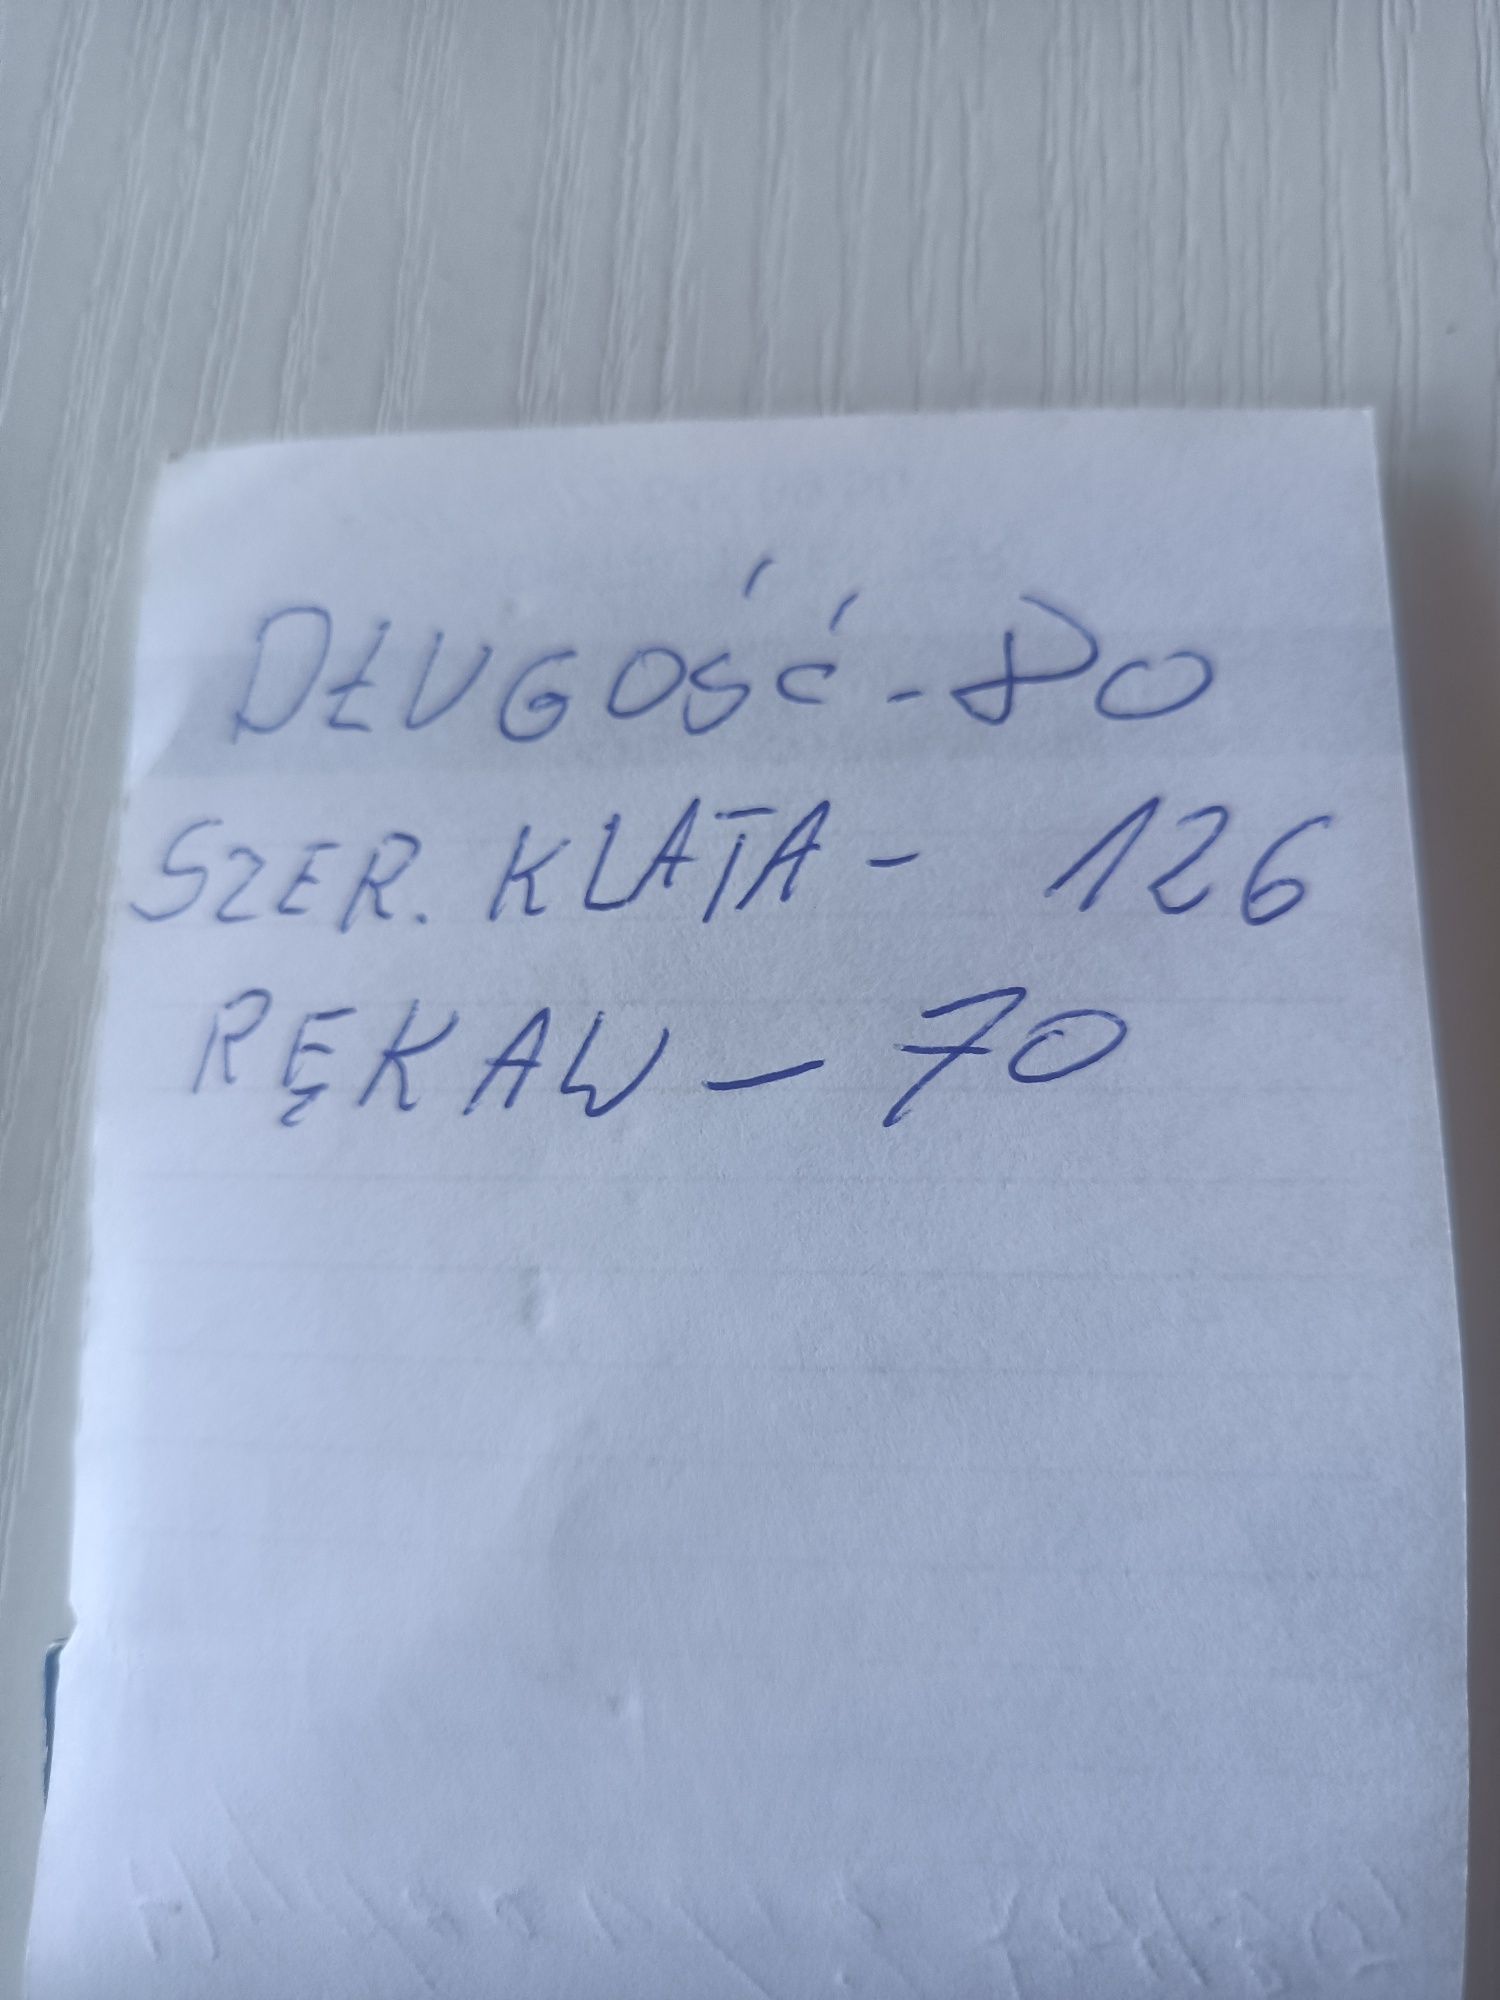 DŁUGOŚĆ - 80
SZER. KLATA - 126
RĘKAW - 70